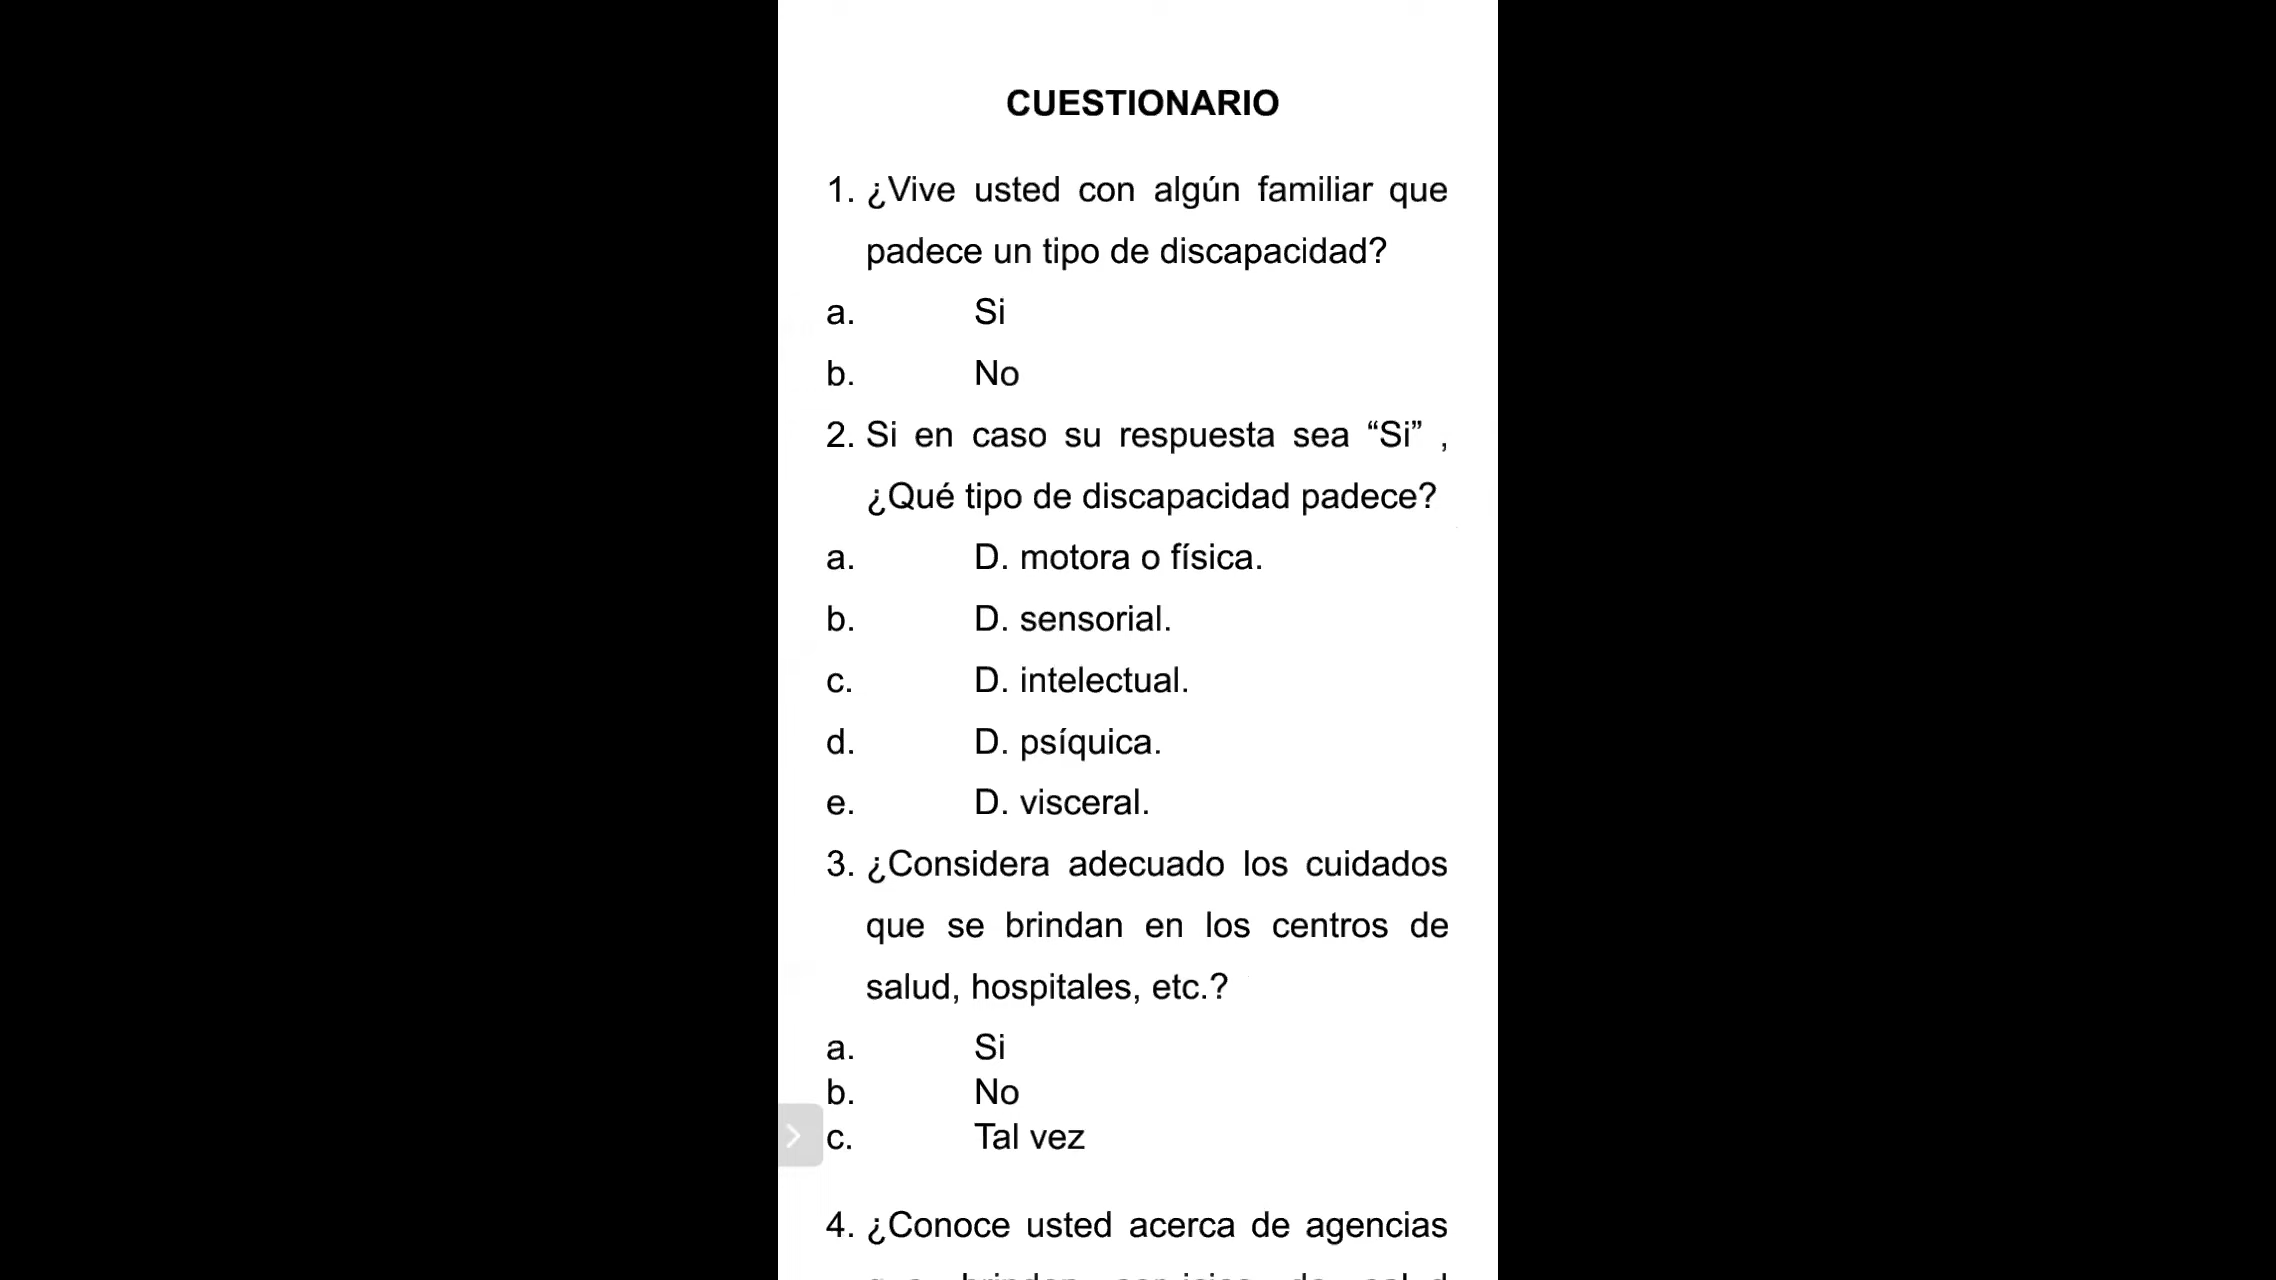 CUESTIONARIO
1. ¿Vive usted con algún familiar que
padece un tipo de discapacidad?
a. Si
b. No
2. Si en caso su respuesta sea “Si” ,
¿Qué tipo de discapacidad padece?
a. D. motora o física.
b. D. sensorial.
c. D. intelectual.
d. D. psíquica.
e. D. visceral.
3. ¿Considera adecuado los cuidados
que se brindan en los centros de
salud, hospitales, etc.?
a. Si
b. No
c. Tal vez
4. ¿Conoce usted acerca de agencias